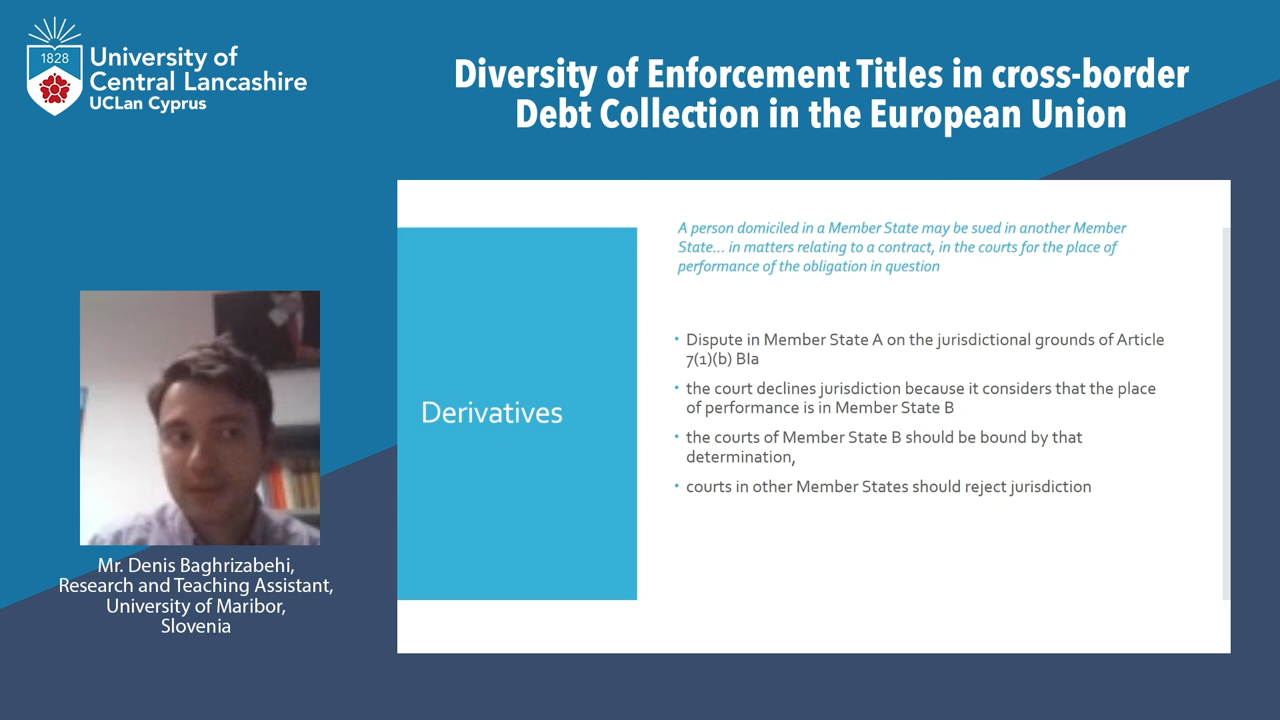 1828
University of
Central Lancashire
UCLan Cyprus
Diversity of Enforcement Titles in cross-border
Debt Collection in the European Union
A person domiciled in a Member State may be sued in another Member
State... in matters relating to a contract, in the courts for the place of
performance of the obligation in question
Derivatives
• Dispute in Member State A on the jurisdictional grounds of Article
7(1)(b) BIa
• the court declines jurisdiction because it considers that the place
of performance is in Member State B
• the courts of Member State B should be bound by that
determination,
• courts in other Member States should reject jurisdiction
Mr. Denis Baghrizabehi,
Research and Teaching Assistant,
University of Maribor,
Slovenia